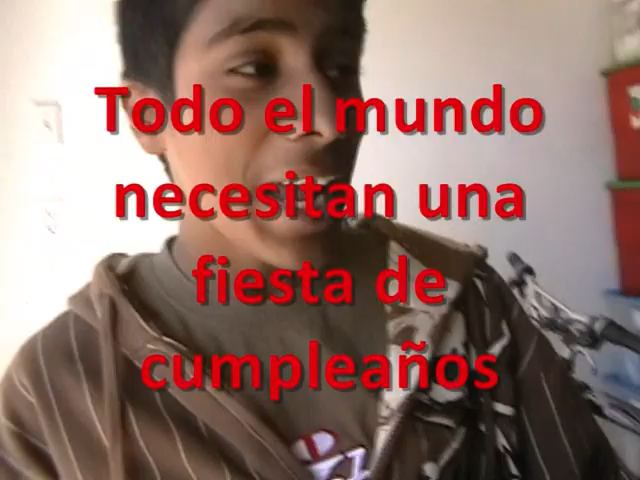 Todo el mundo
necesitan una
fiesta de
cumpleaños